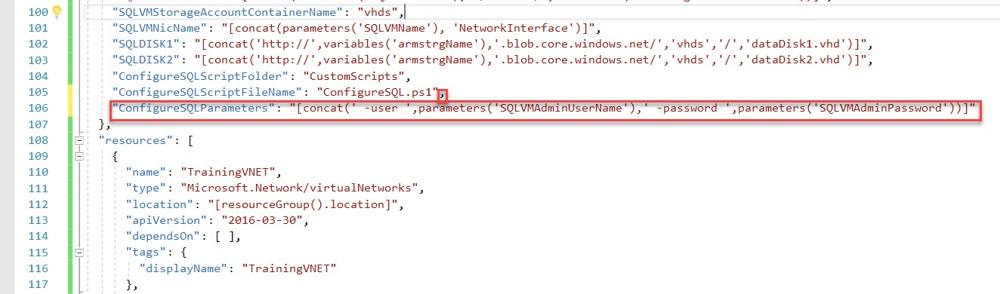 100 "SQLVMStorageAccountContainerName": "vhds",
101 "SQLVMNicName": "[concat(parameters('SQLVMName'), 'NetworkInterface')]",
102 "SQLDISK1": "[concat('http://',variables('armstrgName'),'.blob.core.windows.net/','vhds','/','dataDisk1.vhd')]",
103 "SQLDISK2": "[concat('http://',variables('armstrgName'),'.blob.core.windows.net/','vhds','/','dataDisk2.vhd')]",
104 "ConfigureSQLScriptFolder": "CustomScripts",
105 "ConfigureSQLScriptFileName": "ConfigureSQL.ps1",
106 "ConfigureSQLParameters": "[concat(' -user ',parameters('SQLVMAdminUserName'),' -password ',parameters('SQLVMAdminPassword'))]"
107 },
108 "resources": [
109 {
110 "name": "TrainingVNET",
111 "type": "Microsoft.Network/virtualNetworks",
112 "location": "[resourceGroup().location]",
113 "apiVersion": "2016-03-30",
114 "dependsOn": [ ],
115 "tags": {
116 "displayName": "TrainingVNET"
117 },